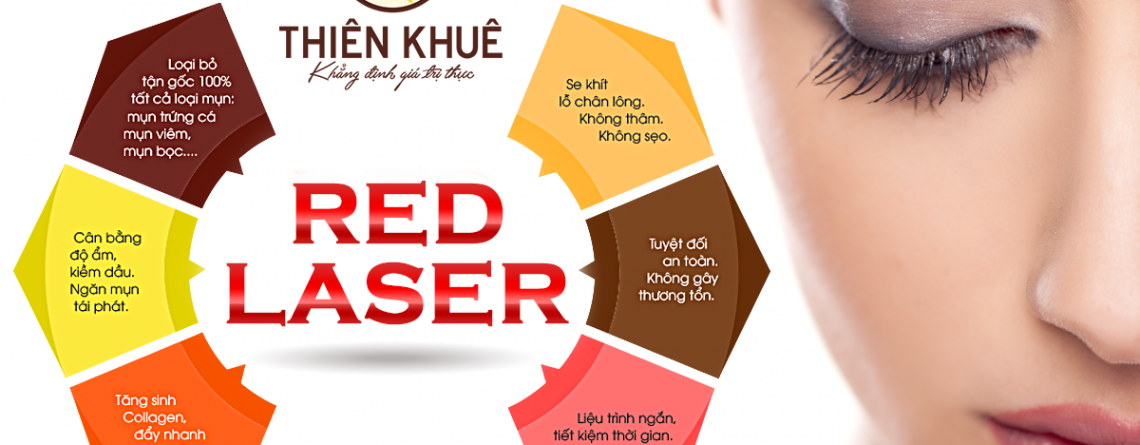 THIÊN KHUÊ
Khẳng định giá trị thực
Loại bỏ
tận gốc 100%
tất cả loại mụn:
mụn trứng cá
mụn viêm,
mụn bọc....
Se khít
lỗ chân lông.
Không thâm.
Không sẹo.
RED
LASER
Cân bằng
độ ẩm,
kiềm dầu.
Ngăn mụn
tái phát.
Tuyệt đối
an toàn.
Không gây
thương tổn.
Tăng sinh
Collagen,
đẩy nhanh
Liệu trình ngắn,
tiết kiệm thời gian.